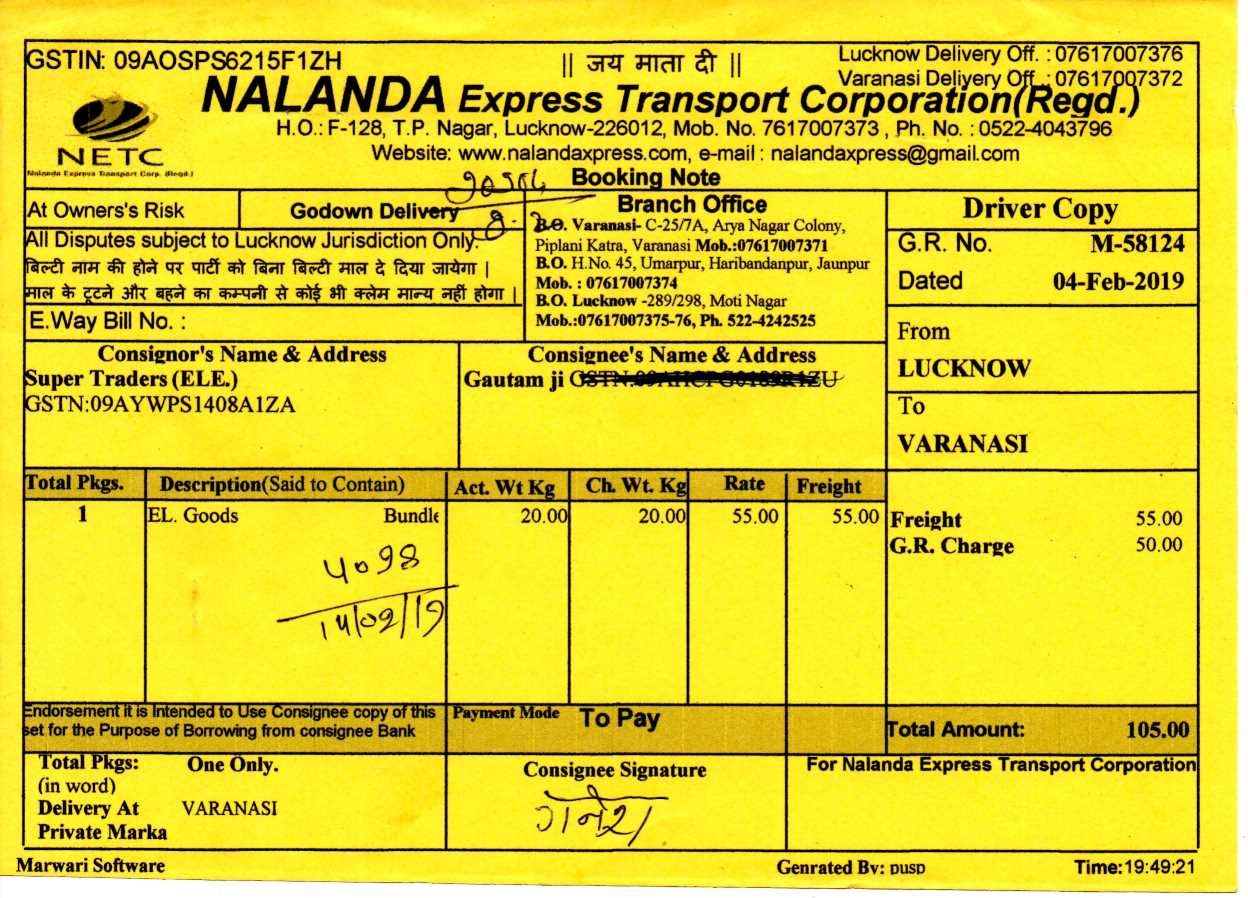 GSTIN: 09AOSPS6215F1ZH
|| जय माता दी ||
Lucknow Delivery Off. : 07617007376
Varanasi Deliyery Off. : 07617007372
NALANDA Express Transport Corporation(Regd.)
H.O.: F-128, T.P. Nagar, Lucknow-226012, Mob. No. 7617007373 , Ph. No. : 0522-4043796
Website: www.nalandaxpress.com, e-mail : nalandaxpress@gmail.com
NETC
Nalanda Express Transport Corp. (Regd.)
Booking Note
At Owners's Risk
Godown Delivery
All Disputes subject to Lucknow Jurisdiction Only.
बिल्टी नाम की होने पर पार्टी को बिना बिल्टी माल दे दिया जायेगा |
माल के टूटने और बहने का कम्पनी से कोई भी क्लेम मान्य नहीं होगा |
E.Way Bill No. :
Branch Office
B.O. Varanasi- C-25/7A, Arya Nagar Colony,
Piplani Katra, Varanasi Mob.:07617007371
B.O. H.No. 45, Umarpur, Haribandanpur, Jaunpur
Mob. : 07617007374
B.O. Lucknow -289/298, Moti Nagar
Mob.:07617007375-76, Ph. 522-4242525
Driver Copy
G.R. No. M-58124
Dated 04-Feb-2019
From
LUCKNOW
To
VARANASI
Consignor's Name & Address
Super Traders (ELE.)
GSTN:09AYWPS1408A1ZA
Consignee's Name & Address
Gautam ji
Total Pkgs. Description(Said to Contain) Act. Wt Kg Ch. Wt. Kg Rate Freight
1 EL. Goods Bundle 20.00 20.00 55.00 55.00
Freight 55.00
G.R. Charge 50.00
4098
14/02/19
Endorsement it is Intended to Use Consignee copy of this
set for the Purpose of Borrowing from consignee Bank
Payment Mode To Pay
Total Amount: 105.00
Total Pkgs: One Only.
(in word)
Delivery At VARANASI
Private Marka
Consignee Signature
गनेश
For Nalanda Express Transport Corporation
Marwari Software
Genrated By: pusp
Time:19:49:21